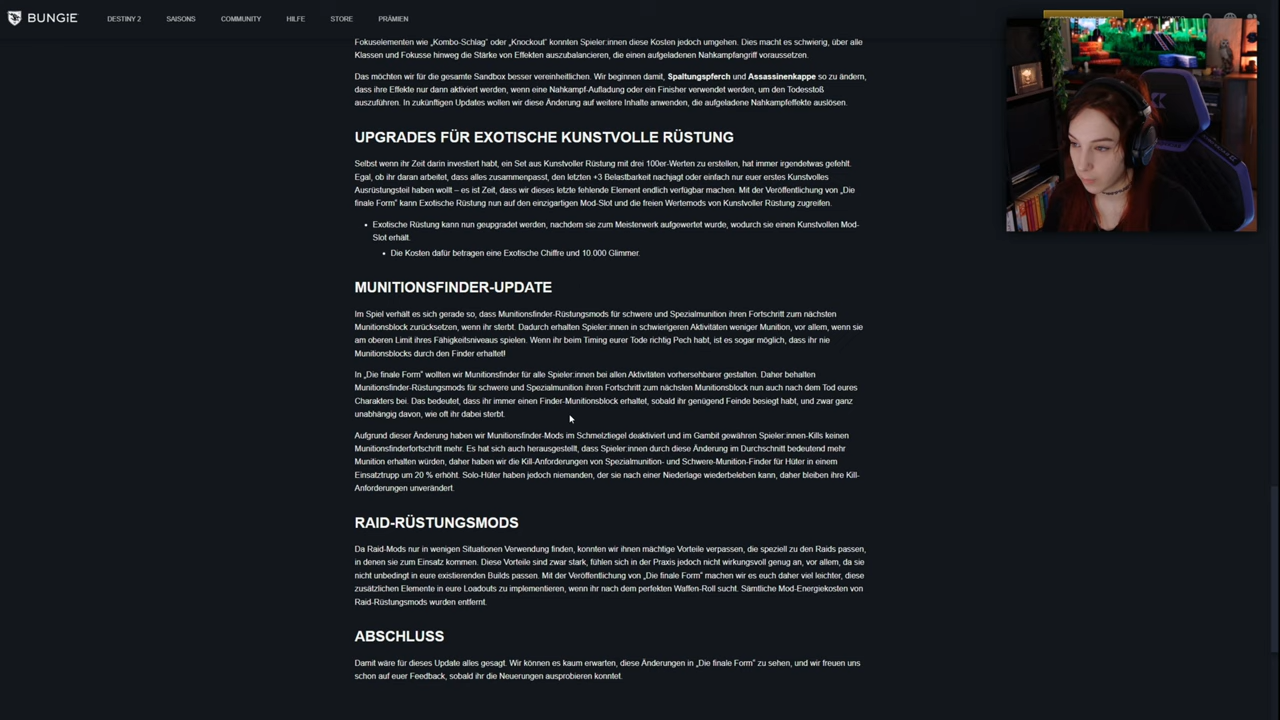 BUNGiE
DESTINY 2
SAISONS
COMMUNITY
HILFE
STORE
PRÄMIEN
Fokuselementen wie „Kombo-Schlag" oder „Knockout" konnten Spieler:innen diese Kosten jedoch umgehen. Dies macht es schwierig, über alle
Klassen und Fokusse hinweg die Stärke von Effekten auszubalancieren, die einen aufgeladenen Nahkampfangriff voraussetzen.
Das möchten wir für die gesamte Sandbox besser vereinheitlichen. Wir beginnen damit, Spaltungspferch und Assassinenkappe so zu ändern,
dass ihre Effekte nur dann aktiviert werden, wenn eine Nahkampf-Aufladung oder ein Finisher verwendet werden, um den Todesstoß
auszuführen. In zukünftigen Updates wollen wir diese Änderung auf weitere Inhalte anwenden, die aufgeladene Nahkampfeffekte auslösen.
UPGRADES FÜR EXOTISCHE KUNSTVOLLE RÜSTUNG
Selbst wenn ihr Zeit darin investiert habt, ein Set aus Kunstvoller Rüstung mit drei 100er-Werten zu erstellen, hat immer irgendetwas gefehlt.
Egal, ob ihr daran arbeitet, dass alles zusammenpasst, den letzten +3 Belastbarkeit nachjagt oder einfach nur euer erstes Kunstvolles
Ausrüstungsteil haben wollt – es ist Zeit, dass wir dieses letzte fehlende Element endlich verfügbar machen. Mit der Veröffentlichung von „Die
finale Form" kann Exotische Rüstung nun auf den einzigartigen Mod-Slot und die freien Wertemods von Kunstvoller Rüstung zugreifen.
• Exotische Rüstung kann nun geupgradet werden, nachdem sie zum Meisterwerk aufgewertet wurde, wodurch sie einen Kunstvollen Mod-
Slot erhält.
• Die Kosten dafür betragen eine Exotische Chiffre und 10.000 Glimmer.
MUNITIONSFINDER-UPDATE
Im Spiel verhält es sich gerade so, dass Munitionsfinder-Rüstungsmods für schwere und Spezialmunition ihren Fortschritt zum nächsten
Munitionsblock zurücksetzen, wenn ihr sterbt. Dadurch erhalten Spieler:innen in schwierigeren Aktivitäten weniger Munition, vor allem, wenn sie
am oberen Limit ihres Fähigkeitsniveaus spielen. Wenn ihr beim Timing eurer Tode richtig Pech habt, ist es sogar möglich, dass ihr nie
Munitionsblocks durch den Finder erhaltet!
In „Die finale Form" wollten wir Munitionsfinder für alle Spieler:innen bei allen Aktivitäten vorhersehbarer gestalten. Daher behalten
Munitionsfinder-Rüstungsmods für schwere und Spezialmunition ihren Fortschritt zum nächsten Munitionsblock nun auch nach dem Tod eures
Charakters bei. Das bedeutet, dass ihr immer einen Finder-Munitionsblock erhaltet, sobald ihr genügend Feinde besiegt habt, und zwar ganz
unabhängig davon, wie oft ihr dabei sterbt.
Aufgrund dieser Änderung haben wir Munitionsfinder-Mods im Schmelztiegel deaktiviert und im Gambit gewähren Spieler:innen-Kills keinen
Munitionsfinderfortschritt mehr. Es hat sich auch herausgestellt, dass Spieler:innen durch diese Änderung im Durchschnitt bedeutend mehr
Munition erhalten würden, daher haben wir die Kill-Anforderungen von Spezialmunition- und Schwere-Munition-Finder für Hüter in einem
Einsatztrupp um 20 % erhöht. Solo-Hüter haben jedoch niemanden, der sie nach einer Niederlage wiederbeleben kann, daher bleiben ihre Kill-
Anforderungen unverändert.
RAID-RÜSTUNGSMODS
Da Raid-Mods nur in wenigen Situationen Verwendung finden, konnten wir ihnen mächtige Vorteile verpassen, die speziell zu den Raids passen,
in denen sie zum Einsatz kommen. Diese Vorteile sind zwar stark, fühlen sich in der Praxis jedoch nicht wirkungsvoll genug an, vor allem, da sie
nicht unbedingt in eure existierenden Builds passen. Mit der Veröffentlichung von „Die finale Form" machen wir es euch daher viel leichter, diese
zusätzlichen Elemente in eure Loadouts zu implementieren, wenn ihr nach dem perfekten Waffen-Roll sucht. Sämtliche Mod-Energiekosten von
Raid-Rüstungsmods wurden entfernt.
ABSCHLUSS
Damit wäre für dieses Update alles gesagt. Wir können es kaum erwarten, diese Änderungen in „Die finale Form" zu sehen, und wir freuen uns
schon auf euer Feedback, sobald ihr die Neuerungen ausprobieren konntet.